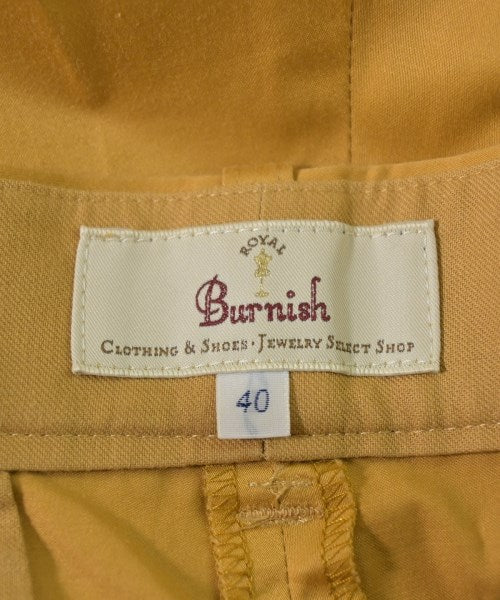 ROYAL
Burnish
CLOTHING & SHOES · JEWELRY SELECT SHOP
40